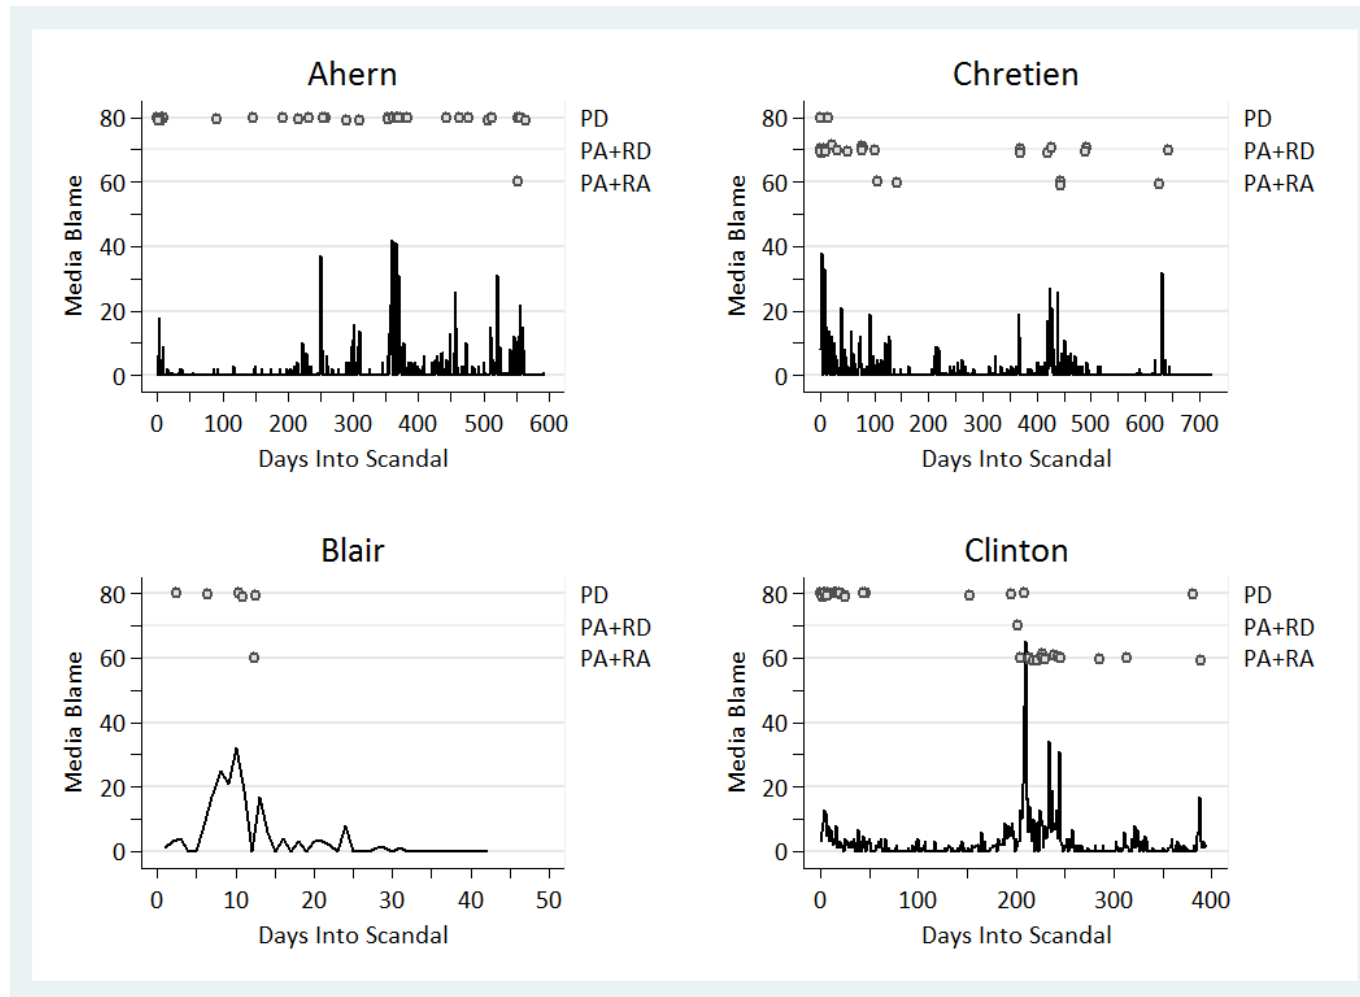 Ahern
80
60
40
20
0
Media Blame
PD
PA+RD
PA+RA
0 100 200 300 400 500 600
Days Into Scandal
Chretien
80
60
40
20
0
Media Blame
PD
PA+RD
PA+RA
0 100 200 300 400 500 600 700
Days Into Scandal
Blair
80
60
40
20
0
Media Blame
PD
PA+RD
PA+RA
0 10 20 30 40 50
Days Into Scandal
Clinton
80
60
40
20
0
Media Blame
PD
PA+RD
PA+RA
0 100 200 300 400
Days Into Scandal